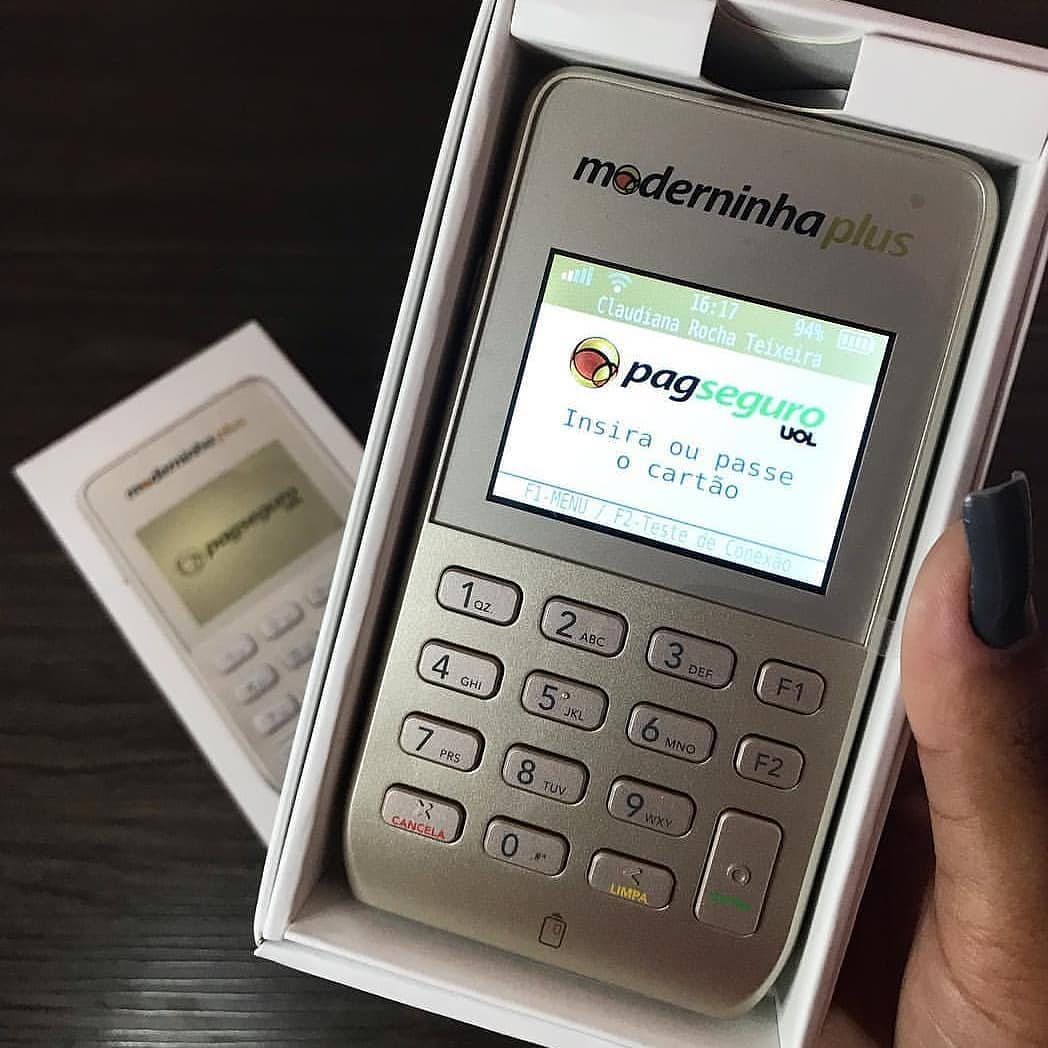 moderninhaplus
16:17 94%
Claudiana Rocha Teixeira
pagseguro
UOL
Insira ou passe
o cartão
F1-MENU / F2-Teste de Conexão
1 QZ 2 ABC 3 DEF F1
4 GHI 5 JKL 6 MNO F2
7 PRS 8 TUV 9 WXY
CANCELA 0 .#* LIMPA
moderninhaplus
pagseguro